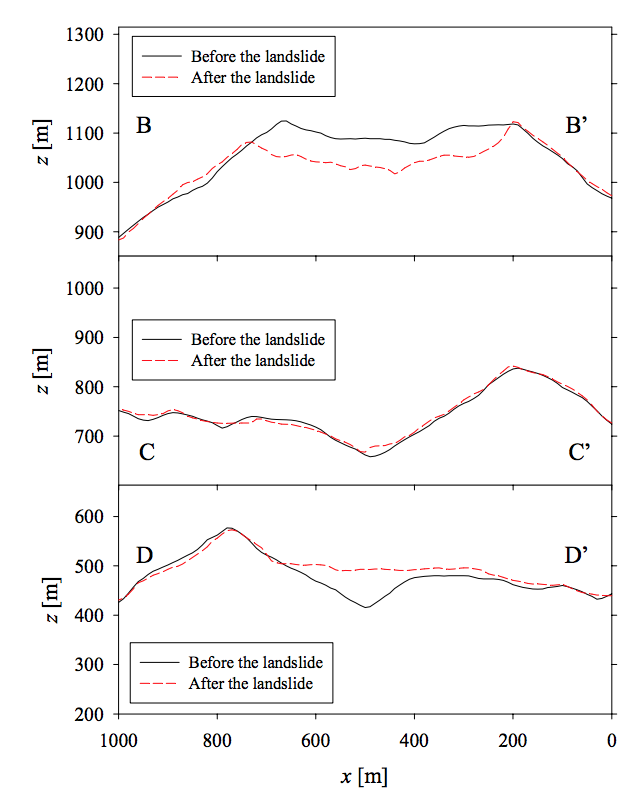 1300
Before the landslide
After the landslide
1200
B
B’
1100
z [m]
1000
900
1000
Before the landslide
After the landslide
900
z [m]
800
700
C
C’
600
D
D’
500
z [m]
400
Before the landslide
After the landslide
300
200
1000 800 600 400 200 0
x [m]